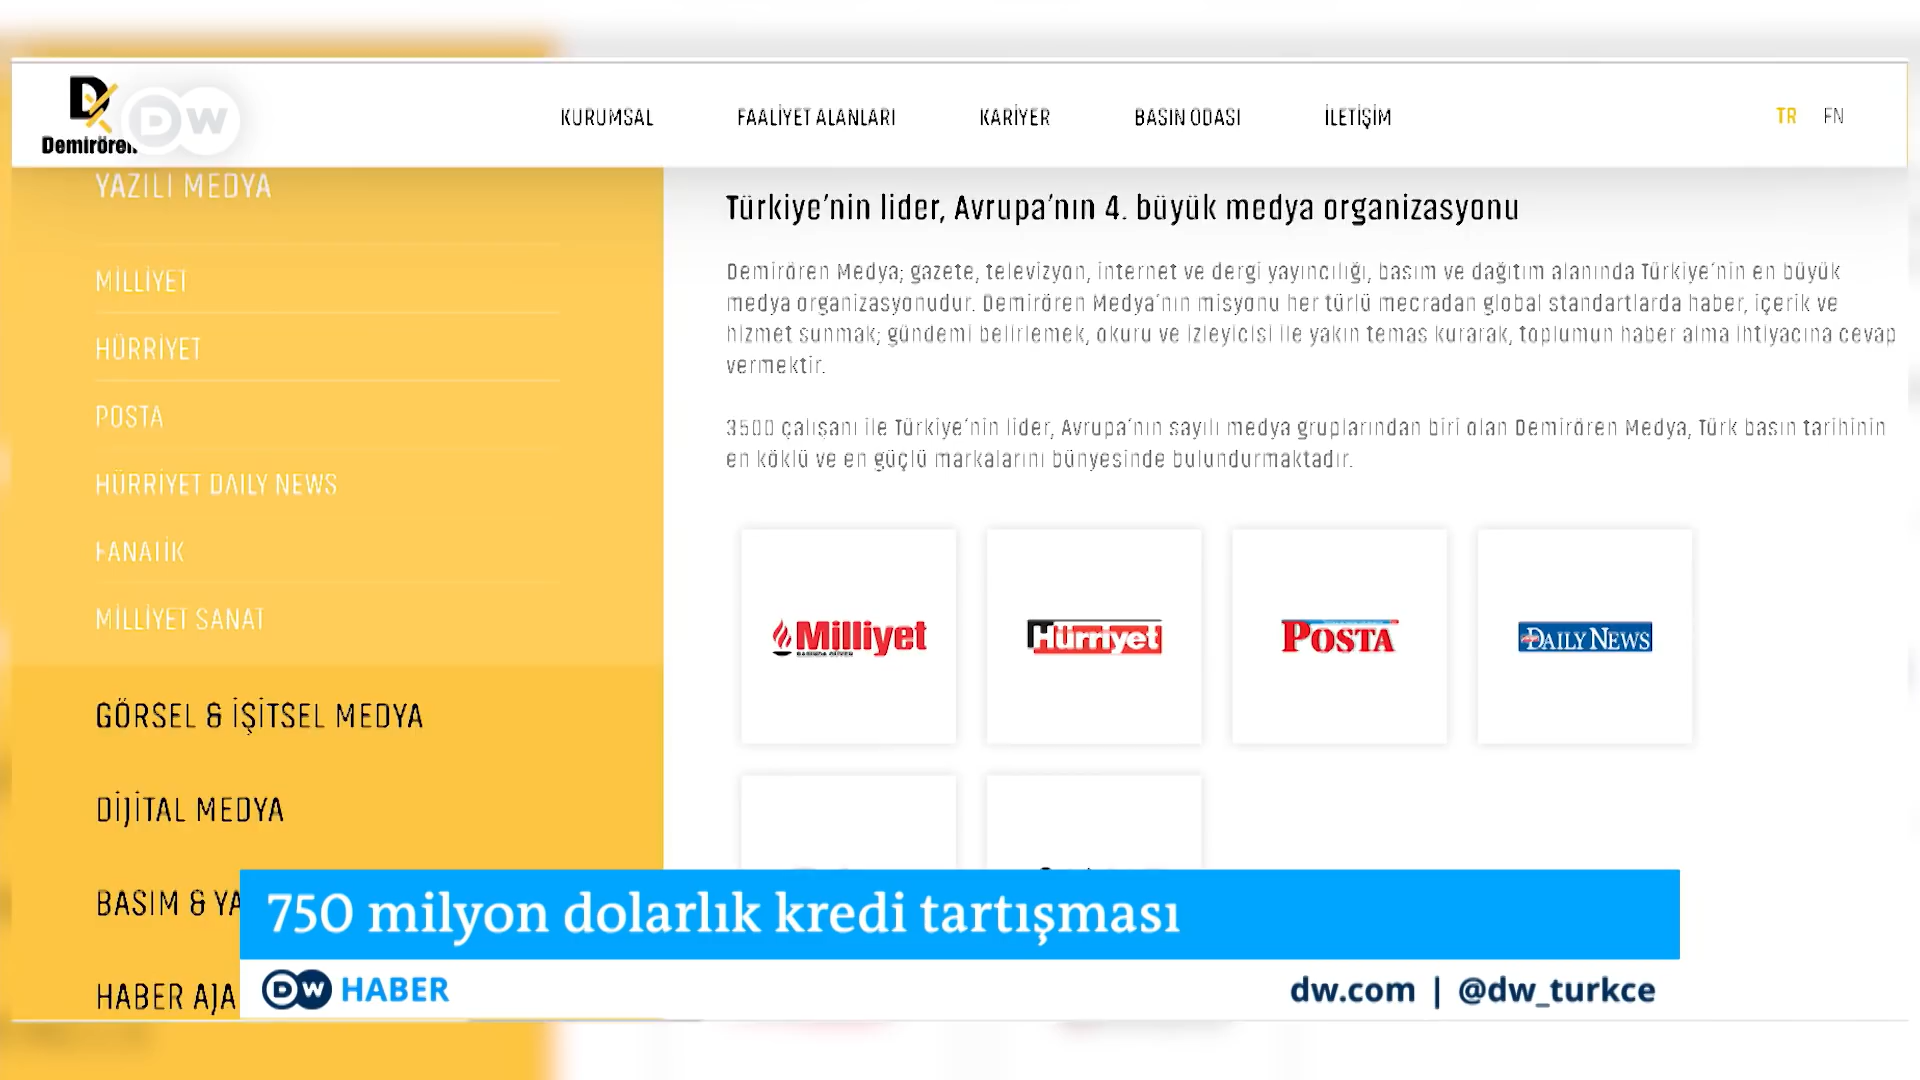 Demirören
DW
KURUMSAL
FAALİYET ALANLARI
KARİYER
BASIN ODASI
İLETİŞİM
TR
EN
YAZILI MEDYA
MİLLİYET
HÜRRİYET
POSTA
HÜRRİYET DAILY NEWS
FANATİK
MİLLİYET SANAT
GÖRSEL & İŞİTSEL MEDYA
DİJİTAL MEDYA
BASIM & YA
HABER AJA
Türkiye'nin lider, Avrupa'nın 4. büyük medya organizasyonu
Demirören Medya; gazete, televizyon, internet ve dergi yayıncılığı, basım ve dağıtım alanında Türkiye'nin en büyük
medya organizasyonudur. Demirören Medya'nın misyonu her türlü mecradan global standartlarda haber, içerik ve
hizmet sunmak; gündemi belirlemek, okuru ve izleyicisi ile yakın temas kurarak, toplumun haber alma ihtiyacına cevap
vermektir.
3500 çalışanı ile Türkiye'nin lider, Avrupa'nın sayılı medya gruplarından biri olan Demirören Medya, Türk basın tarihinin
en köklü ve en güçlü markalarını bünyesinde bulundurmaktadır.
Milliyet
BASINDA GÜVEN
Hürriyet
POSTA
DAILY NEWS
750 milyon dolarlık kredi tartışması
DW HABER
dw.com | @dw_turkce